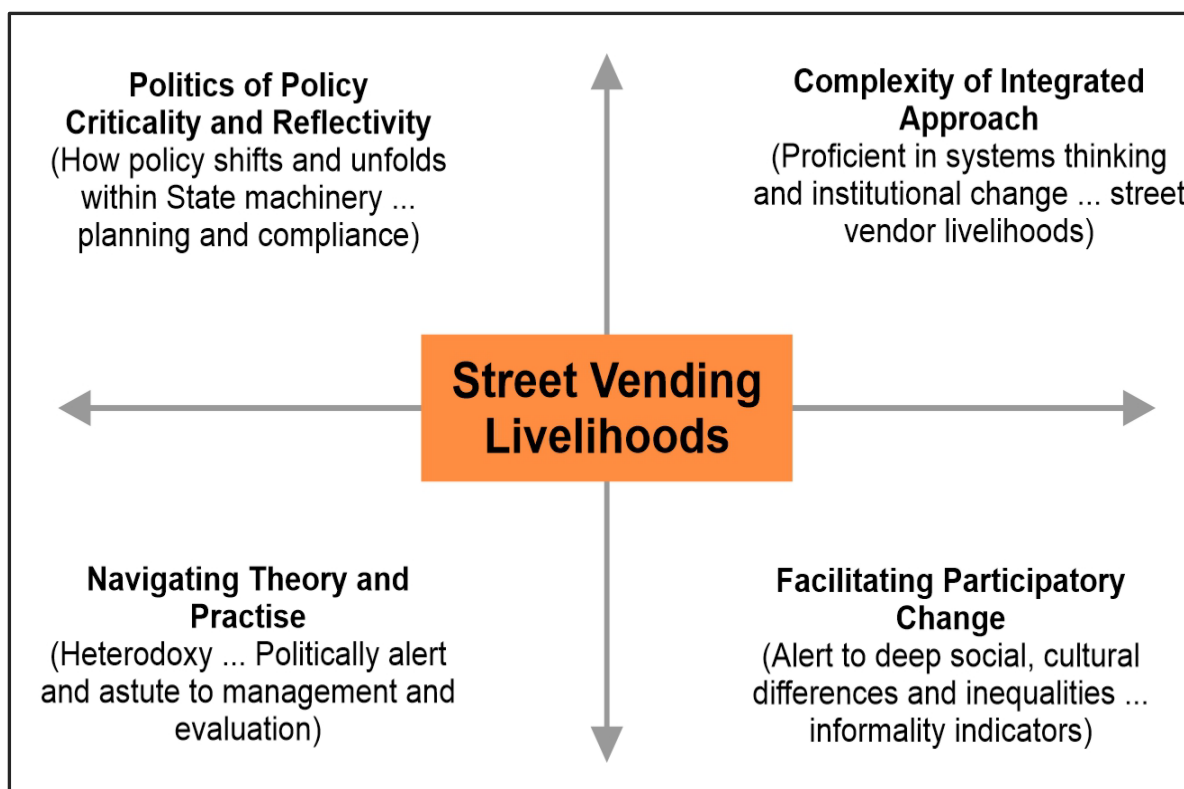 Politics of Policy
Criticality and Reflectivity
(How policy shifts and unfolds
within State machinery ...
planning and compliance)
Complexity of Integrated
Approach
(Proficient in systems thinking
and institutional change ... street
vendor livelihoods)
Street Vending
Livelihoods
Navigating Theory and
Practise
(Heterodoxy ... Politically alert
and astute to management and
evaluation)
Facilitating Participatory
Change
(Alert to deep social, cultural
differences and inequalities ...
informality indicators)